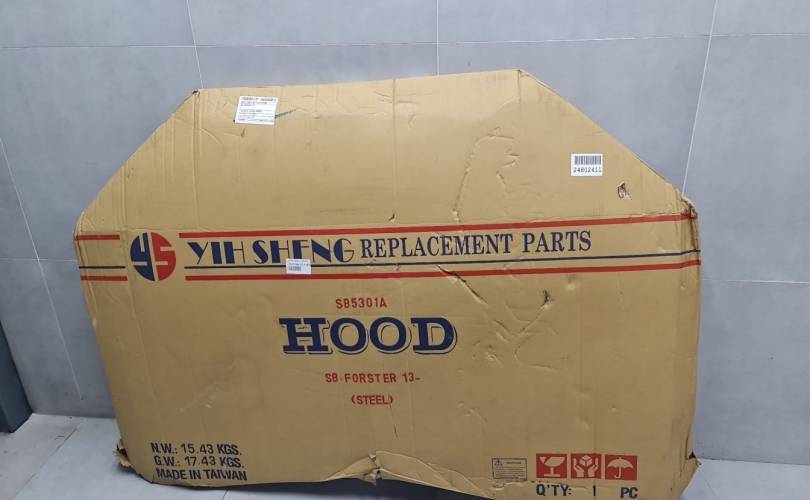 24802411
YS YIH SHENG REPLACEMENT PARTS
SB5301A
HOOD
SB FORSTER 13-
(STEEL)
N.W.: 15.43 KGS.
G.W.: 17.43 KGS.
MADE IN TAIWAN
Q'TY: 1 PC